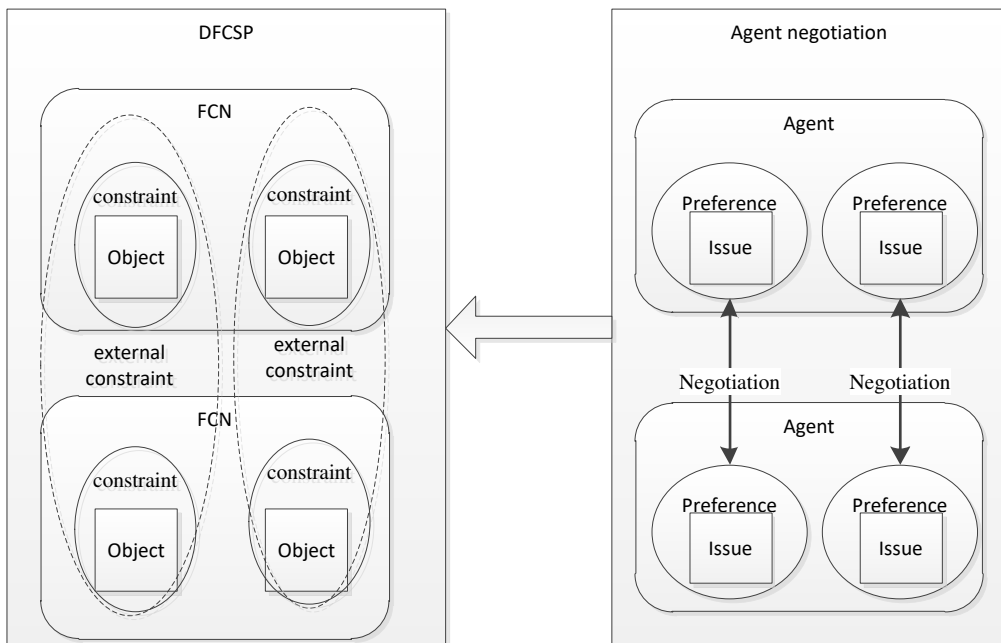 DFCSP
FCN
constraint
Object
constraint
Object
external
constraint
external
constraint
FCN
constraint
Object
constraint
Object
Agent negotiation
Agent
Preference
Issue
Preference
Issue
Negotiation
Negotiation
Agent
Preference
Issue
Preference
Issue